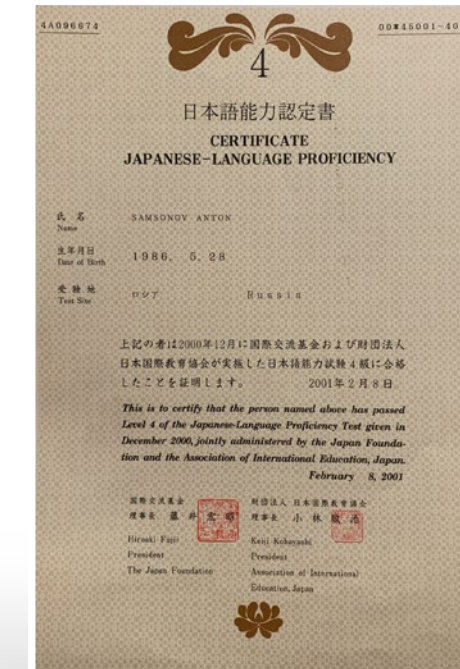 4A096674
00※45001-40
4
日本語能力認定書
CERTIFICATE
JAPANESE-LANGUAGE PROFICIENCY
氏 名
Name
SAMSONOV ANTON
生年月日
Date of Birth
1986. 5. 28
受験地
Test Site
ロシア Russia
上記の者は2000年12月に国際交流基金および財団法人
日本国際教育協会が実施した日本語能力試験4級に合格
したことを証明します。 2001年2月8日
This is to certify that the person named above has passed
Level 4 of the Japanese-Language Proficiency Test given in
December 2000, jointly administered by the Japan Founda-
tion and the Association of International Education, Japan.
February 8, 2001
国際交流基金
理事長 藤井宏昭
Hiroaki Fujii
President
The Japan Foundation
財団法人 日本国際教育協会
理事長 小林
Kenji Kobayashi
President
Association of International
Education, Japan